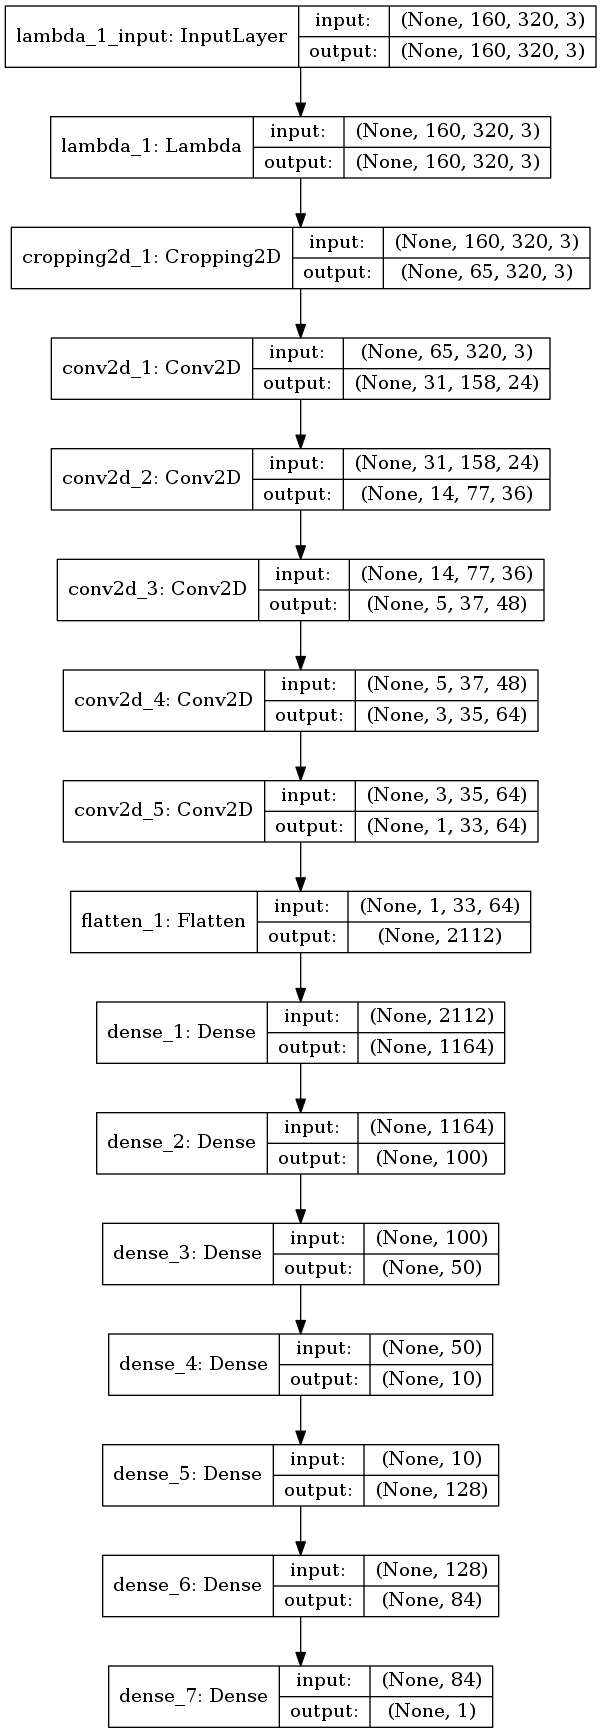 lambda_1_input: InputLayer
input: (None, 160, 320, 3)
output: (None, 160, 320, 3)
lambda_1: Lambda
input: (None, 160, 320, 3)
output: (None, 160, 320, 3)
cropping2d_1: Cropping2D
input: (None, 160, 320, 3)
output: (None, 65, 320, 3)
conv2d_1: Conv2D
input: (None, 65, 320, 3)
output: (None, 31, 158, 24)
conv2d_2: Conv2D
input: (None, 31, 158, 24)
output: (None, 14, 77, 36)
conv2d_3: Conv2D
input: (None, 14, 77, 36)
output: (None, 5, 37, 48)
conv2d_4: Conv2D
input: (None, 5, 37, 48)
output: (None, 3, 35, 64)
conv2d_5: Conv2D
input: (None, 3, 35, 64)
output: (None, 1, 33, 64)
flatten_1: Flatten
input: (None, 1, 33, 64)
output: (None, 2112)
dense_1: Dense
input: (None, 2112)
output: (None, 1164)
dense_2: Dense
input: (None, 1164)
output: (None, 100)
dense_3: Dense
input: (None, 100)
output: (None, 50)
dense_4: Dense
input: (None, 50)
output: (None, 10)
dense_5: Dense
input: (None, 10)
output: (None, 128)
dense_6: Dense
input: (None, 128)
output: (None, 84)
dense_7: Dense
input: (None, 84)
output: (None, 1)